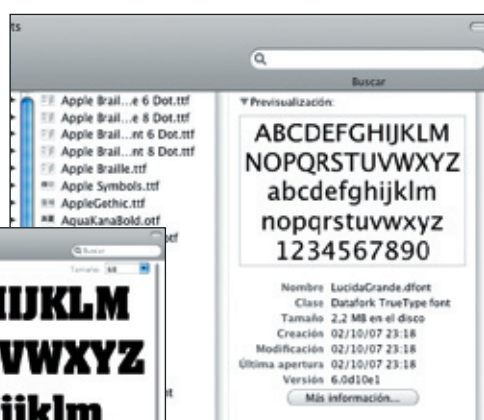 ts
Buscar
Apple Brail...e 6 Dot.ttf
Apple Brail...e 8 Dot.ttf
Apple Brail...nt 6 Dot.ttf
Apple Brail...nt 8 Dot.ttf
Apple Braille.ttf
Apple Symbols.ttf
AppleGothic.ttf
AquaKanaBold.otf
otf
Previsualización:
ABCDEFGHIJKLM
NOPQRSTUVWXYZ
abcdefghijklm
nopqrstuvwxyz
1234567890
Nombre LucidaGrande.dfont
Clase Datafork TrueType font
Tamaño 2,2 MB en el disco
Creación 02/10/07 23:18
Modificación 02/10/07 23:18
Última apertura 02/10/07 23:18
Versión 6.0d10e1
Más información...
Buscar
Tamaño: 68
HIJKLM
VWXYZ
ijklm